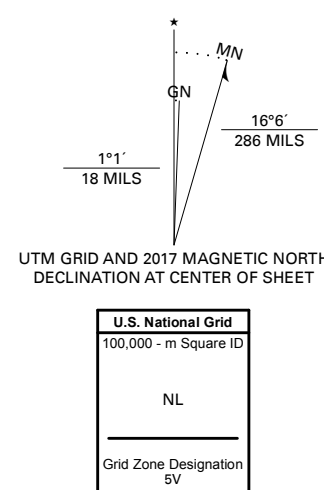 ★
MN
GN
16°6´
286 MILS
1°1´
18 MILS
UTM GRID AND 2017 MAGNETIC NORTH
DECLINATION AT CENTER OF SHEET
U.S. National Grid
100,000 - m Square ID
NL
Grid Zone Designation
5V